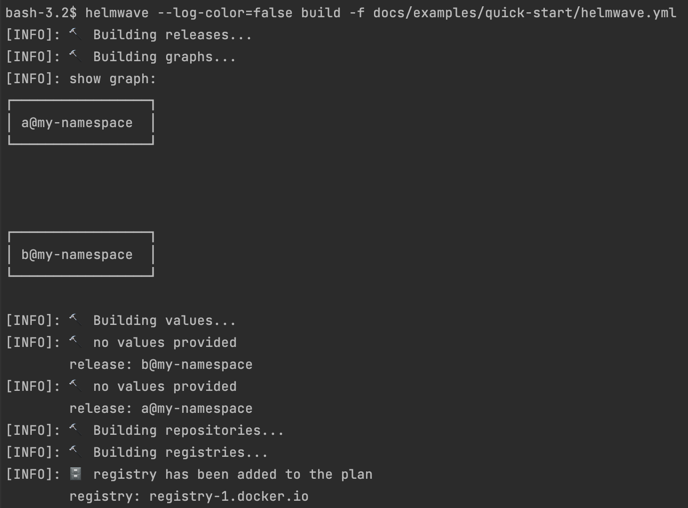 bash-3.2$ helmwave --log-color=false build -f docs/examples/quick-start/helmwave.yml
[INFO]: 🔨 Building releases...
[INFO]: 🔨 Building graphs...
[INFO]: show graph:
a@my-namespace
b@my-namespace
[INFO]: 🔨 Building values...
[INFO]: 🔨 no values provided
release: b@my-namespace
[INFO]: 🔨 no values provided
release: a@my-namespace
[INFO]: 🔨 Building repositories...
[INFO]: 🔨 Building registries...
[INFO]: 🗄 registry has been added to the plan
registry: registry-1.docker.io